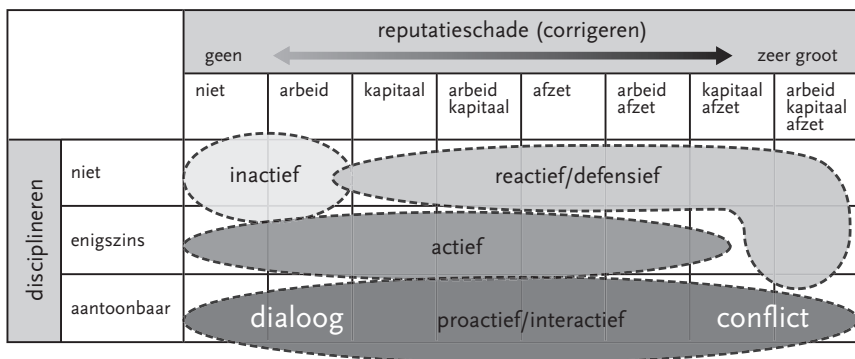 reputatieschade (corrigeren)
geen
zeer groot
niet
arbeid
kapitaal
arbeid
kapitaal
afzet
arbeid
afzet
kapitaal
afzet
arbeid
kapitaal
afzet
disciplineren
niet
inactief
reactief/defensief
enigszins
actief
aantoonbaar
dialoog
proactief/interactief
conflict